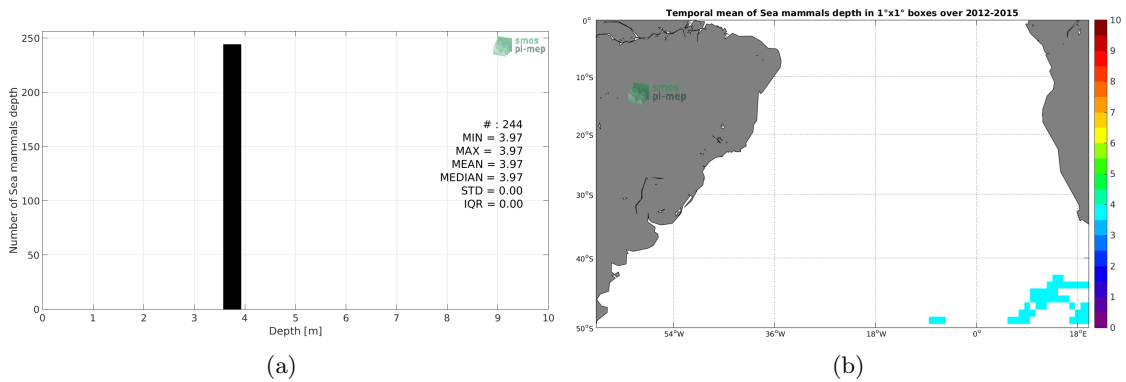 250
200
150
100
50
0
Number of Sea mammals depth
smos
pi-mep
# : 244
MIN = 3.97
MAX = 3.97
MEAN = 3.97
MEDIAN = 3.97
STD = 0.00
IQR = 0.00
0 1 2 3 4 5 6 7 8 9 10
Depth [m]
(a)
Temporal mean of Sea mammals depth in 1°x1° boxes over 2012-2015
0°
10°S
20°S
30°S
40°S
50°S
smos
pi-mep
54°W 36°W 18°W 0° 18°E
10
9
8
7
6
5
4
3
2
1
0
(b)